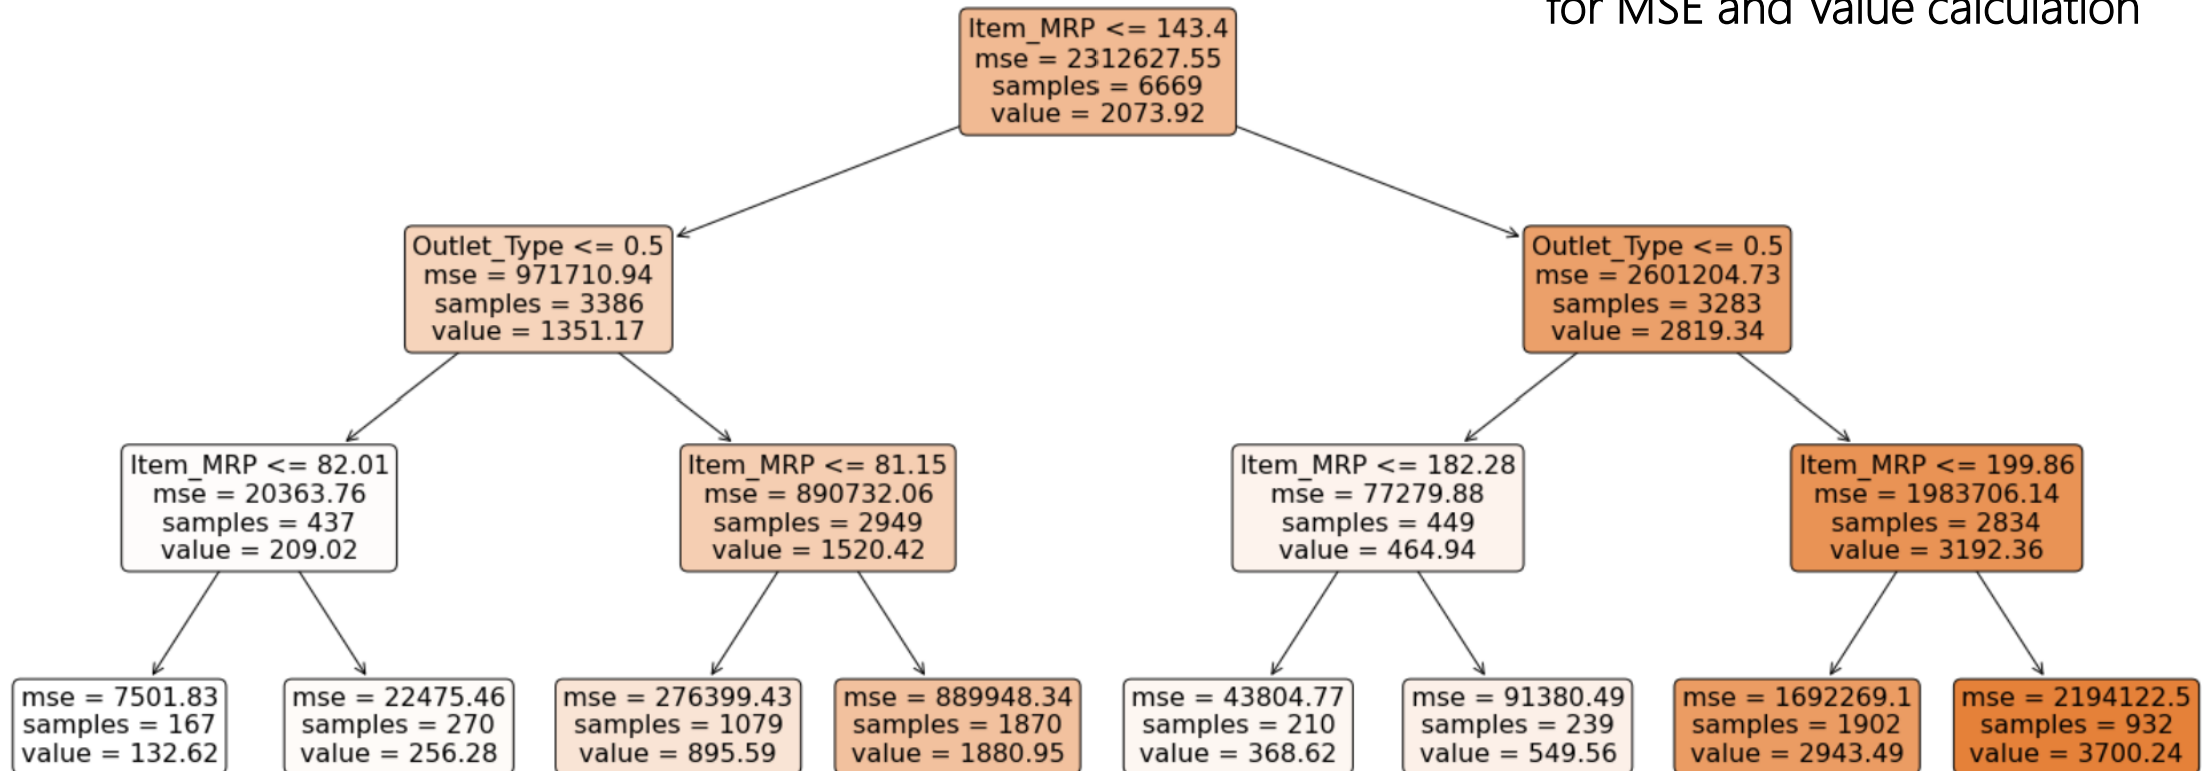 for MSE and Value calculation
Item_MRP <= 143.4
mse = 2312627.55
samples = 6669
value = 2073.92
Outlet_Type <= 0.5
mse = 971710.94
samples = 3386
value = 1351.17
Outlet_Type <= 0.5
mse = 2601204.73
samples = 3283
value = 2819.34
Item_MRP <= 82.01
mse = 20363.76
samples = 437
value = 209.02
Item_MRP <= 81.15
mse = 890732.06
samples = 2949
value = 1520.42
Item_MRP <= 182.28
mse = 77279.88
samples = 449
value = 464.94
Item_MRP <= 199.86
mse = 1983706.14
samples = 2834
value = 3192.36
mse = 7501.83
samples = 167
value = 132.62
mse = 22475.46
samples = 270
value = 256.28
mse = 276399.43
samples = 1079
value = 895.59
mse = 889948.34
samples = 1870
value = 1880.95
mse = 43804.77
samples = 210
value = 368.62
mse = 91380.49
samples = 239
value = 549.56
mse = 1692269.1
samples = 1902
value = 2943.49
mse = 2194122.5
samples = 932
value = 3700.24